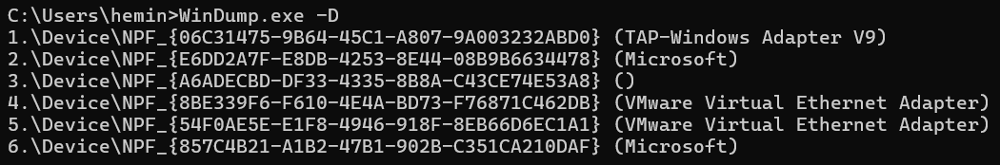 C:\Users\hemin>WinDump.exe -D
1.\Device\NPF_{06C31475-9B64-45C1-A807-9A003232ABD0} (TAP-Windows Adapter V9)
2.\Device\NPF_{E6DD2A7F-E8DB-4253-8E44-08B9B6634478} (Microsoft)
3.\Device\NPF_{A6ADECBD-DF33-4335-8B8A-C43CE74E53A8} ()
4.\Device\NPF_{8BE339F6-F610-4E4A-BD73-F76871C462DB} (VMware Virtual Ethernet Adapter)
5.\Device\NPF_{54F0AE5E-E1F8-4946-918F-8EB66D6EC1A1} (VMware Virtual Ethernet Adapter)
6.\Device\NPF_{857C4B21-A1B2-47B1-902B-C351CA210DAF} (Microsoft)